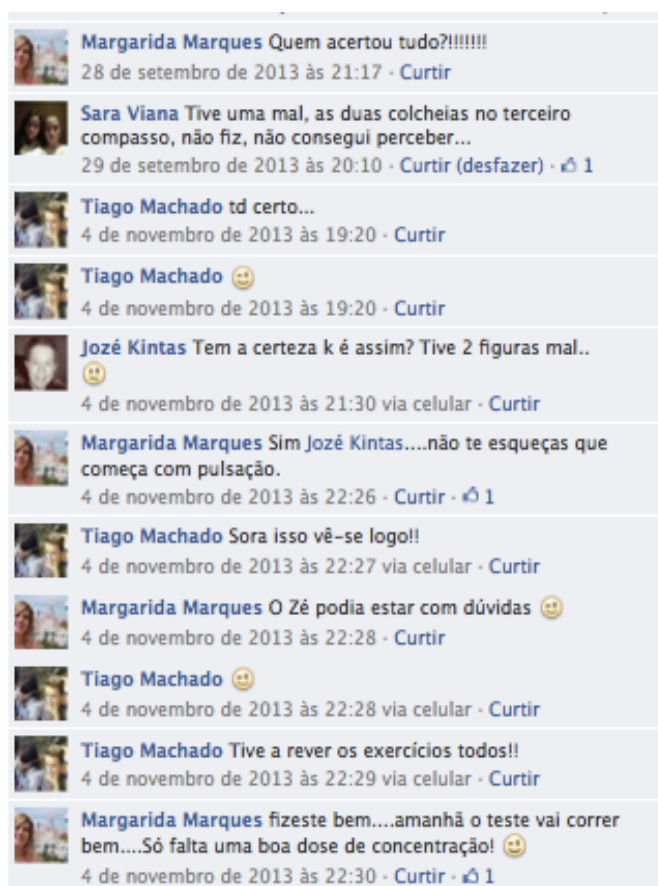 Margarida Marques Quem acertou tudo?!!!!!!!
28 de setembro de 2013 às 21:17 · Curtir
Sara Viana Tive uma mal, as duas colcheias no terceiro
compasso, não fiz, não consegui perceber...
29 de setembro de 2013 às 20:10 · Curtir (desfazer) · 1
Tiago Machado td certo...
4 de novembro de 2013 às 19:20 · Curtir
Tiago Machado
4 de novembro de 2013 às 19:20 · Curtir
Jozé Kintas Tem a certeza k é assim? Tive 2 figuras mal..
4 de novembro de 2013 às 21:30 via celular · Curtir
Margarida Marques Sim Jozé Kintas....não te esqueças que
começa com pulsação.
4 de novembro de 2013 às 22:26 · Curtir · 1
Tiago Machado Sora isso vê-se logo!!
4 de novembro de 2013 às 22:27 via celular · Curtir
Margarida Marques O Zé podia estar com dúvidas
4 de novembro de 2013 às 22:28 · Curtir
Tiago Machado
4 de novembro de 2013 às 22:28 via celular · Curtir
Tiago Machado Tive a rever os exercícios todos!!
4 de novembro de 2013 às 22:29 via celular · Curtir
Margarida Marques fizeste bem....amanhã o teste vai correr
bem....Só falta uma boa dose de concentração!
4 de novembro de 2013 às 22:30 · Curtir · 1